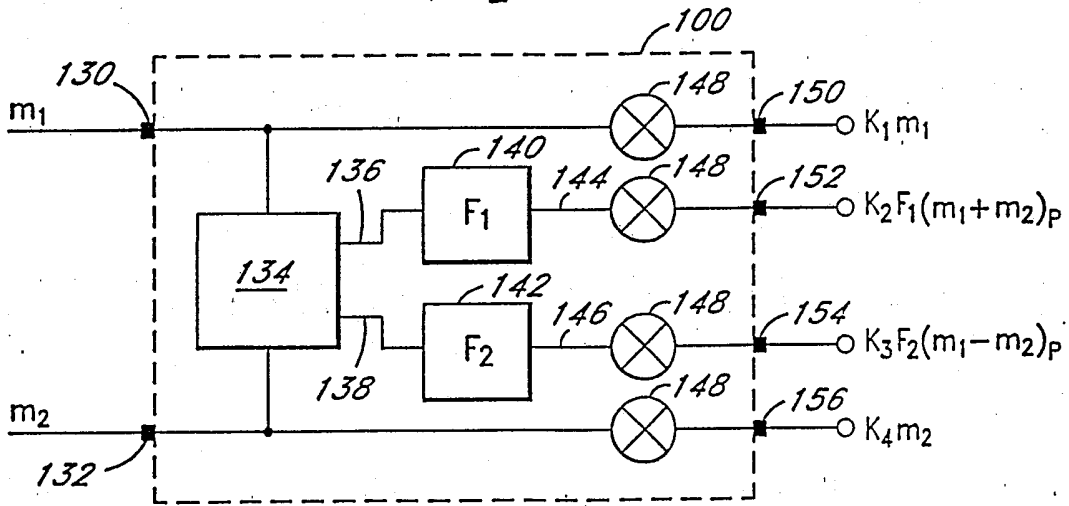 100
130
148
150
m₁
K₁m₁
140
136
144
148
152
F₁
K₂F₁(m₁+m₂)ₚ
134
142
148
154
146
F₂
K₃F₂(m₁−m₂)ₚ
138
148
156
m₂
K₄m₂
132